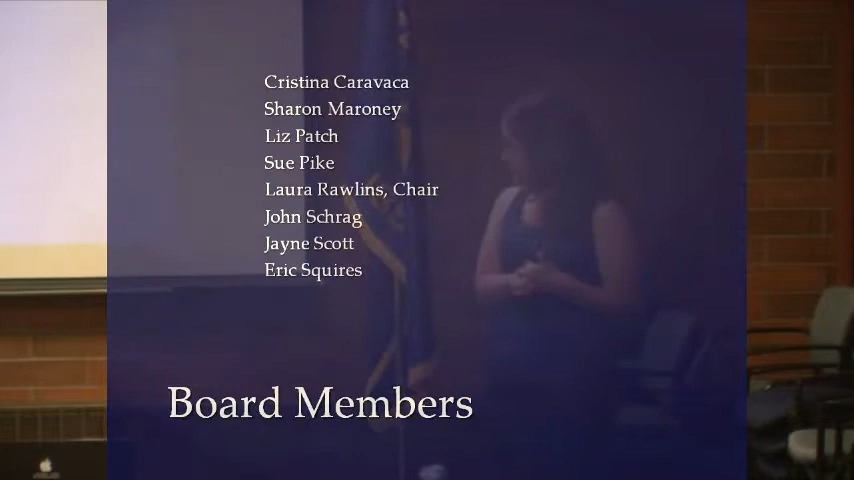 Cristina Caravaca
Sharon Maroney
Liz Patch
Sue Pike
Laura Rawlins, Chair
John Schrag
Jayne Scott
Eric Squires
Board Members